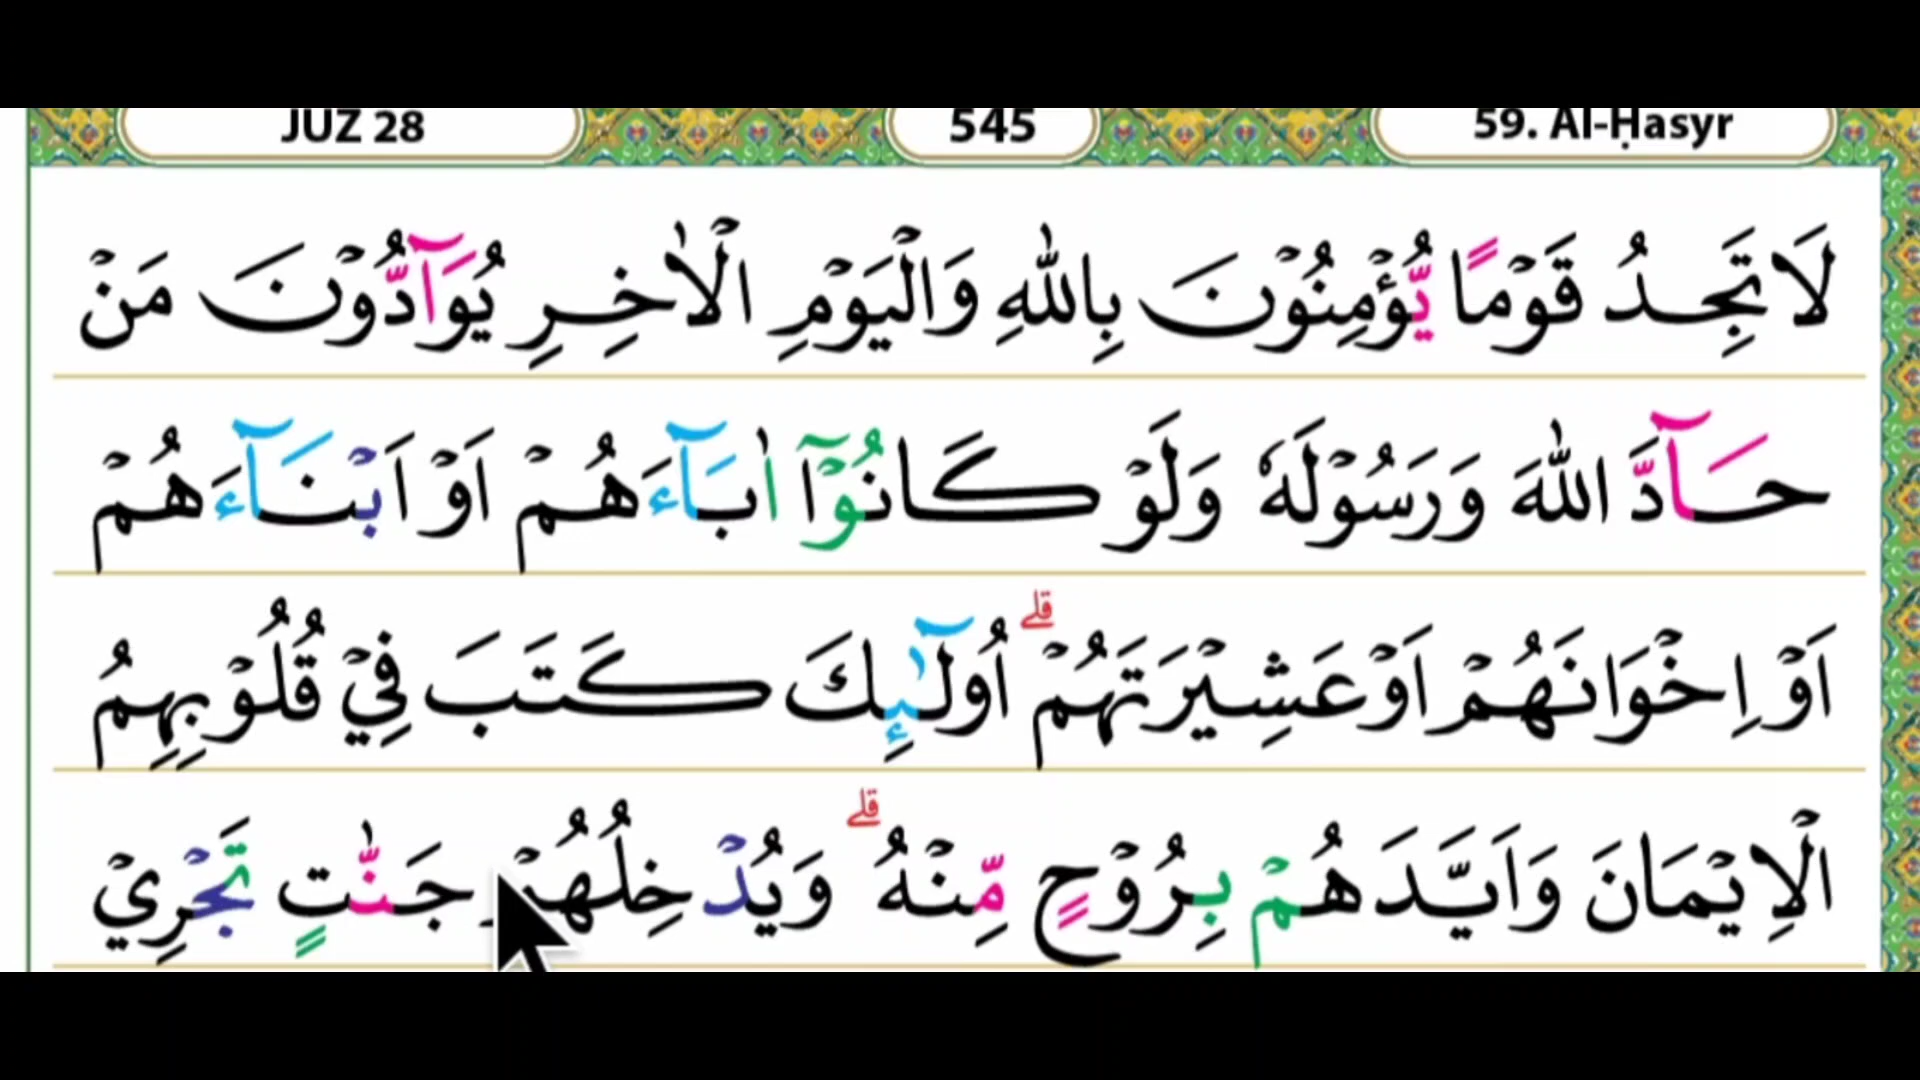 JUZ 28 545 59. Al-Ḥasyr
لَا تَجِدُ قَوْمًا يُّؤْمِنُوْنَ بِاللّٰهِ وَالْيَوْمِ الْاٰخِرِ يُوَاۤدُّوْنَ مَنْ
حَاۤدَّ اللّٰهَ وَرَسُوْلَهٗ وَلَوْ كَانُوْٓا اٰبَاۤءَهُمْ اَوْ اَبْنَاۤءَهُمْ
اَوْ اِخْوَانَهُمْ اَوْ عَشِيْرَتَهُمْۗ اُولٰۤىِٕكَ كَتَبَ فِيْ قُلُوْبِهِمُ
الْاِيْمَانَ وَاَيَّدَهُمْ بِرُوْحٍ مِّنْهُۗ وَيُدْخِلُهُمْ جَنّٰتٍ تَجْرِيْ